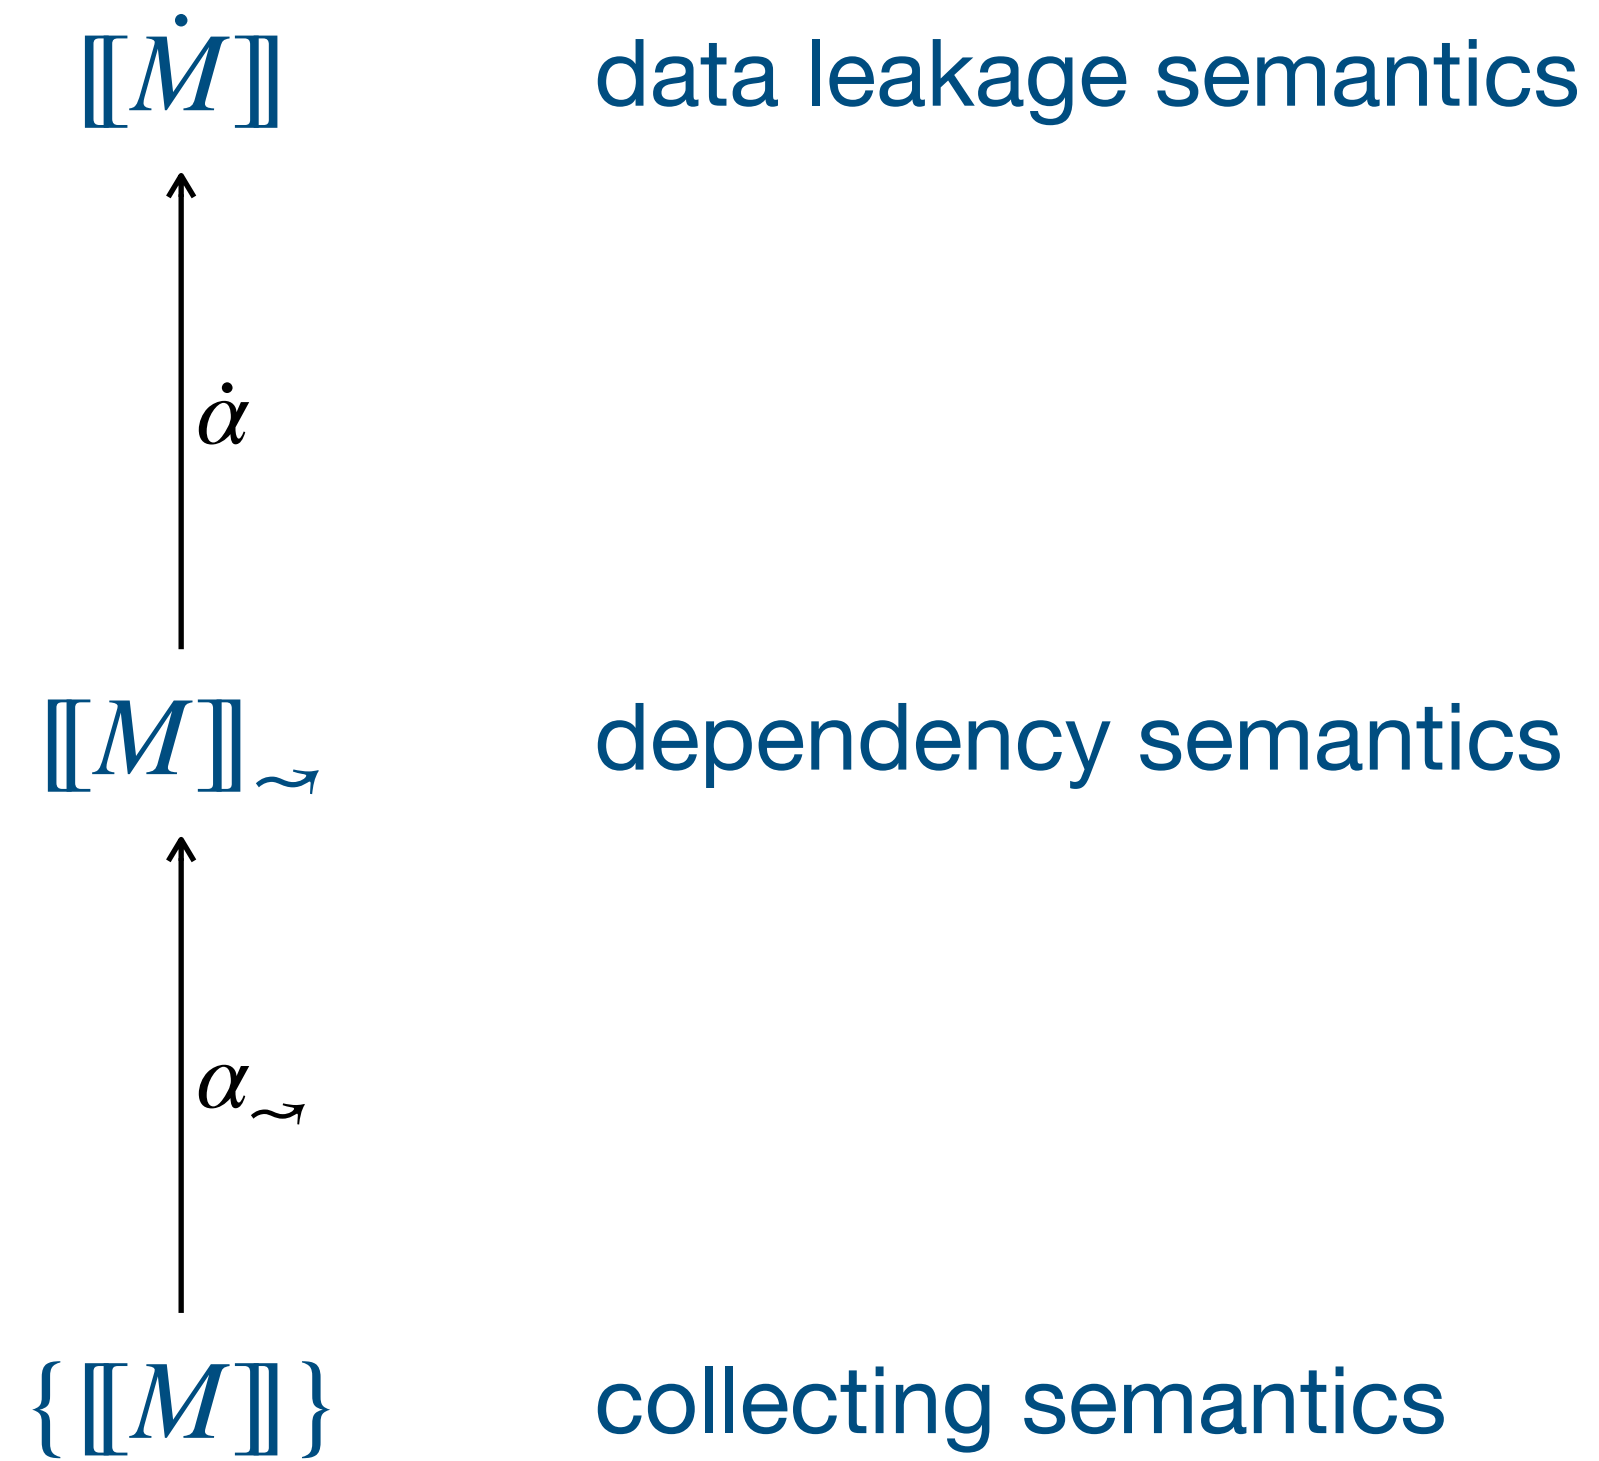 ⟦Ṁ⟧ data leakage semantics
α̇
⟦M⟧⤳ dependency semantics
α⤳
{⟦M⟧} collecting semantics